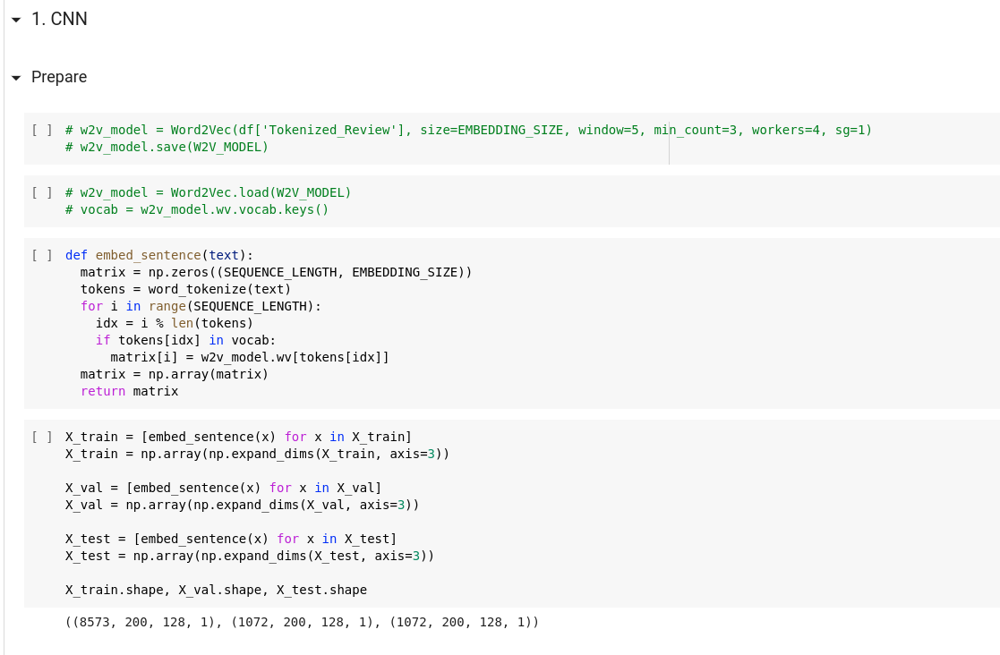 1. CNN
Prepare
[ ] # w2v_model = Word2Vec(df['Tokenized_Review'], size=EMBEDDING_SIZE, window=5, min_count=3, workers=4, sg=1)
# w2v_model.save(W2V_MODEL)
[ ] # w2v_model = Word2Vec.load(W2V_MODEL)
# vocab = w2v_model.wv.vocab.keys()
[ ] def embed_sentence(text):
  matrix = np.zeros((SEQUENCE_LENGTH, EMBEDDING_SIZE))
  tokens = word_tokenize(text)
  for i in range(SEQUENCE_LENGTH):
    idx = i % len(tokens)
    if tokens[idx] in vocab:
      matrix[i] = w2v_model.wv[tokens[idx]]
  matrix = np.array(matrix)
  return matrix
[ ] X_train = [embed_sentence(x) for x in X_train]
X_train = np.array(np.expand_dims(X_train, axis=3))
X_val = [embed_sentence(x) for x in X_val]
X_val = np.array(np.expand_dims(X_val, axis=3))
X_test = [embed_sentence(x) for x in X_test]
X_test = np.array(np.expand_dims(X_test, axis=3))
X_train.shape, X_val.shape, X_test.shape
((8573, 200, 128, 1), (1072, 200, 128, 1), (1072, 200, 128, 1))